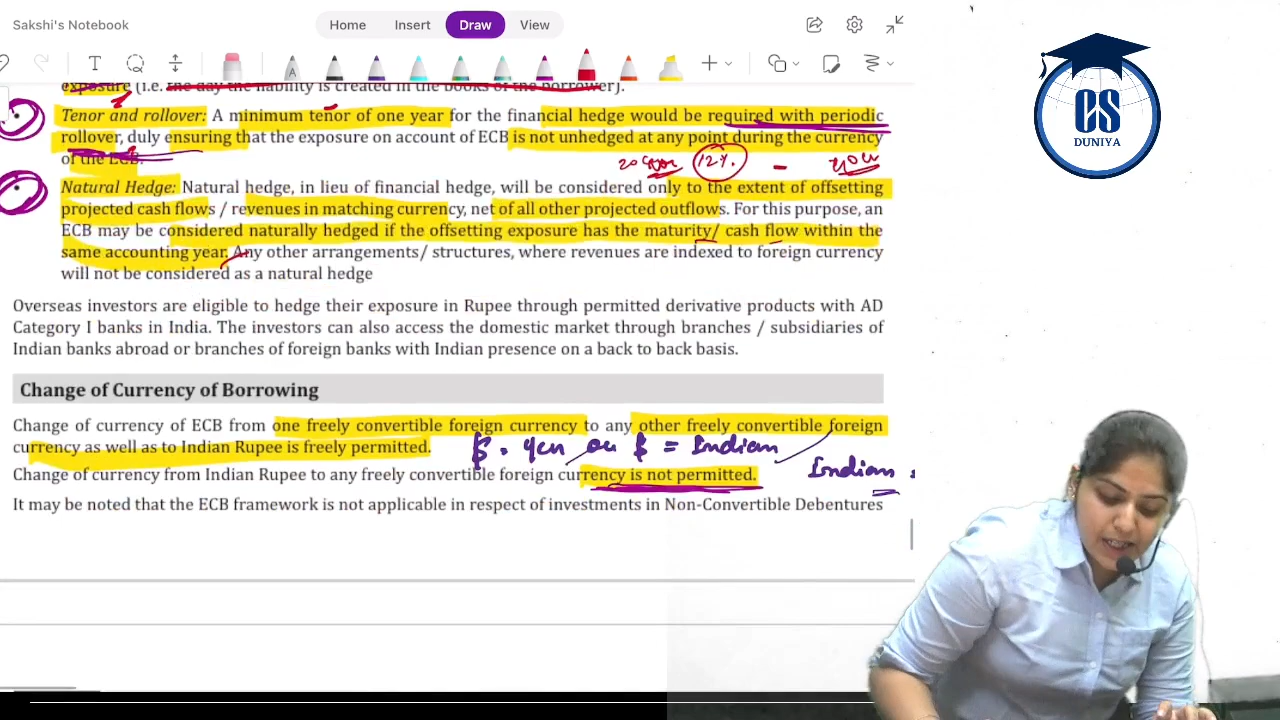 Sakshi's Notebook
Home Insert Draw View
exposure (i.e. the day the liability is created in the books of the borrower).
Tenor and rollover: A minimum tenor of one year for the financial hedge would be required with periodic
rollover, duly ensuring that the exposure on account of ECB is not unhedged at any point during the currency
of the ECB.
12%
Natural Hedge: Natural hedge, in lieu of financial hedge, will be considered only to the extent of offsetting
projected cash flows / revenues in matching currency, net of all other projected outflows. For this purpose, an
ECB may be considered naturally hedged if the offsetting exposure has the maturity/ cash flow within the
same accounting year. Any other arrangements/ structures, where revenues are indexed to foreign currency
will not be considered as a natural hedge
Overseas investors are eligible to hedge their exposure in Rupee through permitted derivative products with AD
Category I banks in India. The investors can also access the domestic market through branches / subsidiaries of
Indian banks abroad or branches of foreign banks with Indian presence on a back to back basis.
Change of Currency of Borrowing
Change of currency of ECB from one freely convertible foreign currency to any other freely convertible foreign
currency as well as to Indian Rupee is freely permitted.
$ . yen or $ = Indian
Change of currency from Indian Rupee to any freely convertible foreign currency is not permitted.
Indian =
It may be noted that the ECB framework is not applicable in respect of investments in Non-Convertible Debentures
CS
DUNIYA